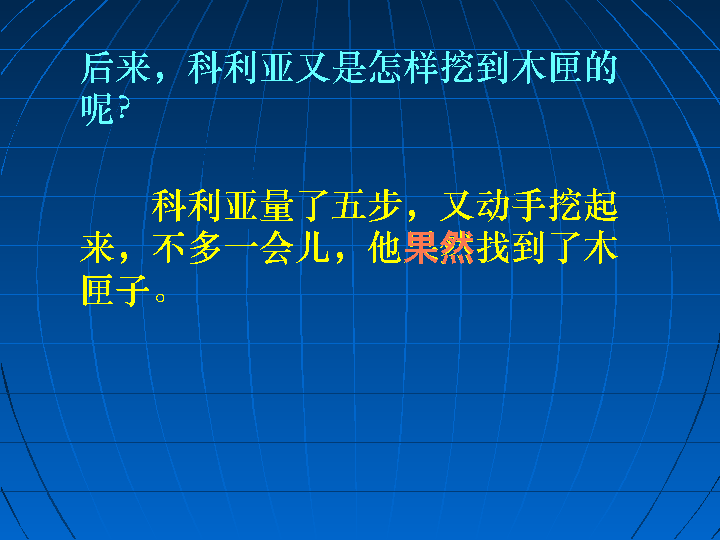 后来，科利亚又是怎样挖到木匣的
呢？
科利亚量了五步，又动手挖起
来，不多一会儿，他果然找到了木
匣子。